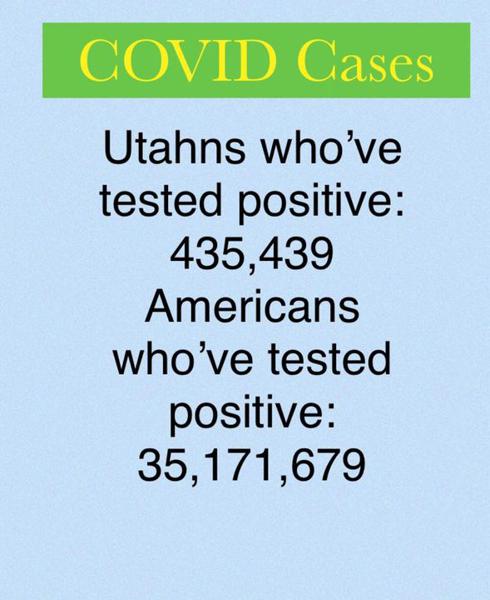 COVID Cases
Utahns who’ve
tested positive:
435,439
Americans
who’ve tested
positive:
35,171,679